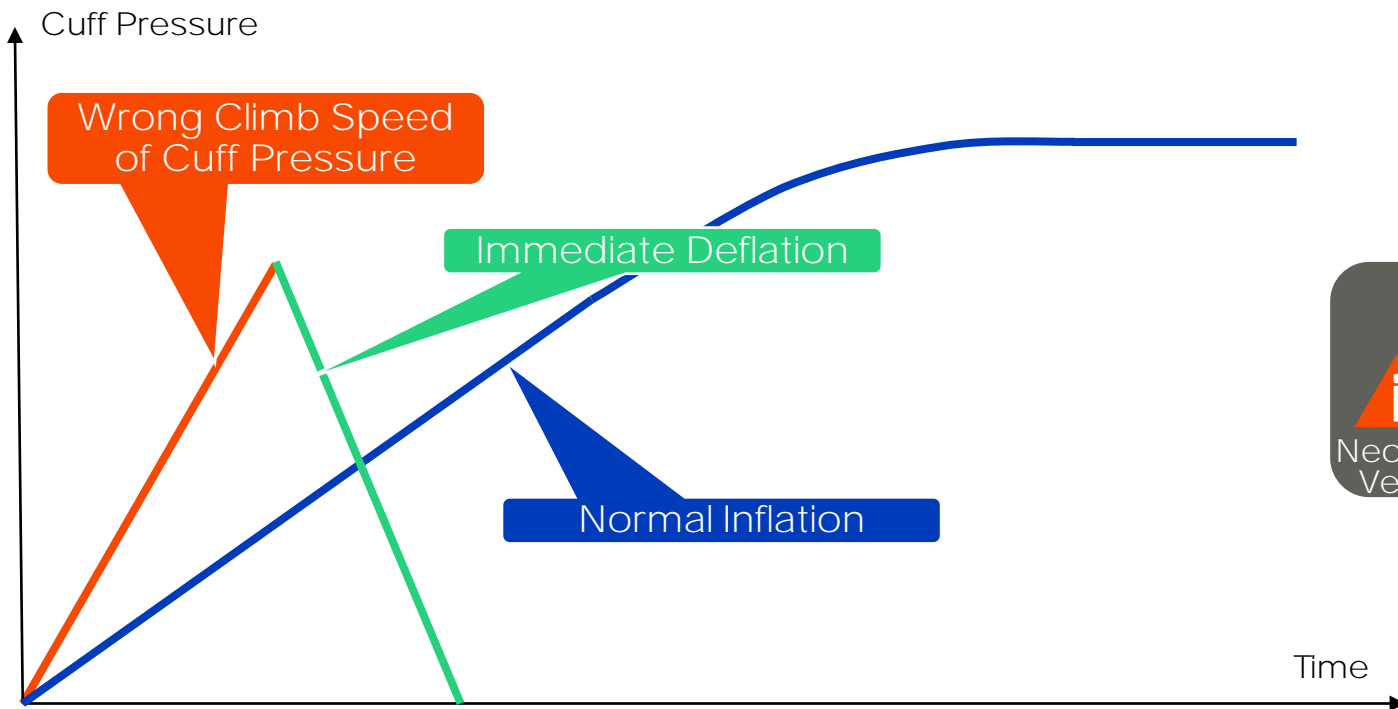 Cuff Pressure
Wrong Climb Speed
of Cuff Pressure
Immediate Deflation
Normal Inflation
Time